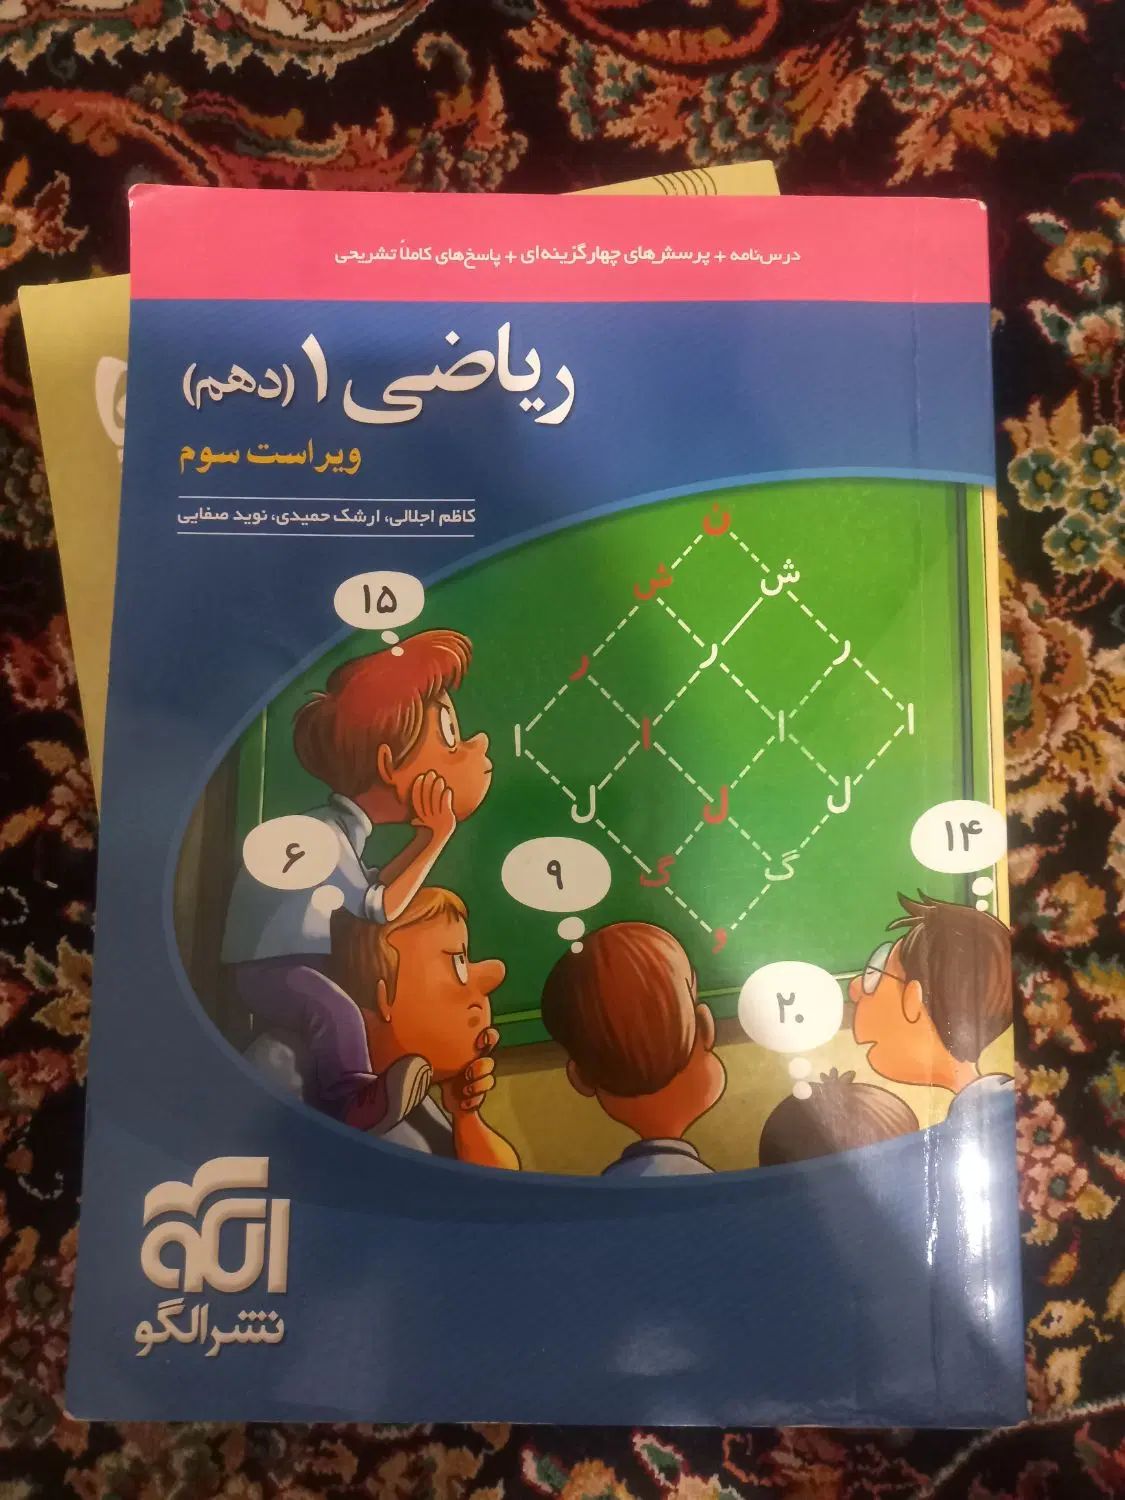 درس‌نامه + پرسش‌های چهارگزینه‌ای + پاسخ‌های کاملاً تشریحی
ریاضی ۱ (دهم)
ویراست سوم
کاظم اجلالی، ارشک حمیدی، نوید صفایی
ن
ش ش
ر ر ر
ا ا ا ا
ل ل ل
گ گ
و
۱۵
۶
۹
۲۰
۱۴
الگو
نشر الگو